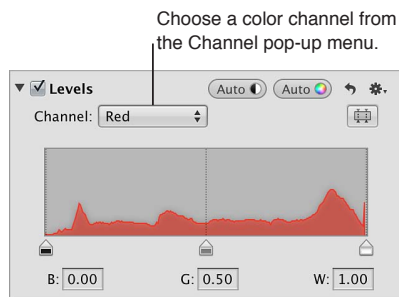 Choose a color channel from
the Channel pop-up menu.
Levels
Auto Auto
Channel: Red
B: 0.00 G: 0.50 W: 1.00